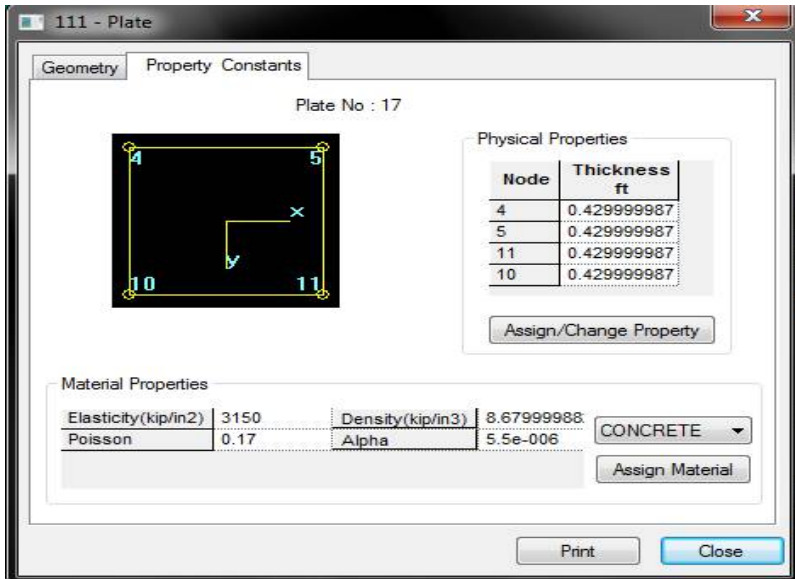 111 - Plate
Geometry Property Constants
Plate No : 17
4 5
x
y
10 11
Physical Properties
Node Thickness ft
4 0.429999987
5 0.429999987
11 0.429999987
10 0.429999987
Assign/Change Property
Material Properties
Elasticity(kip/in2) 3150 Density(kip/in3) 8.67999988
Poisson 0.17 Alpha 5.5e-006
CONCRETE
Assign Material
Print Close